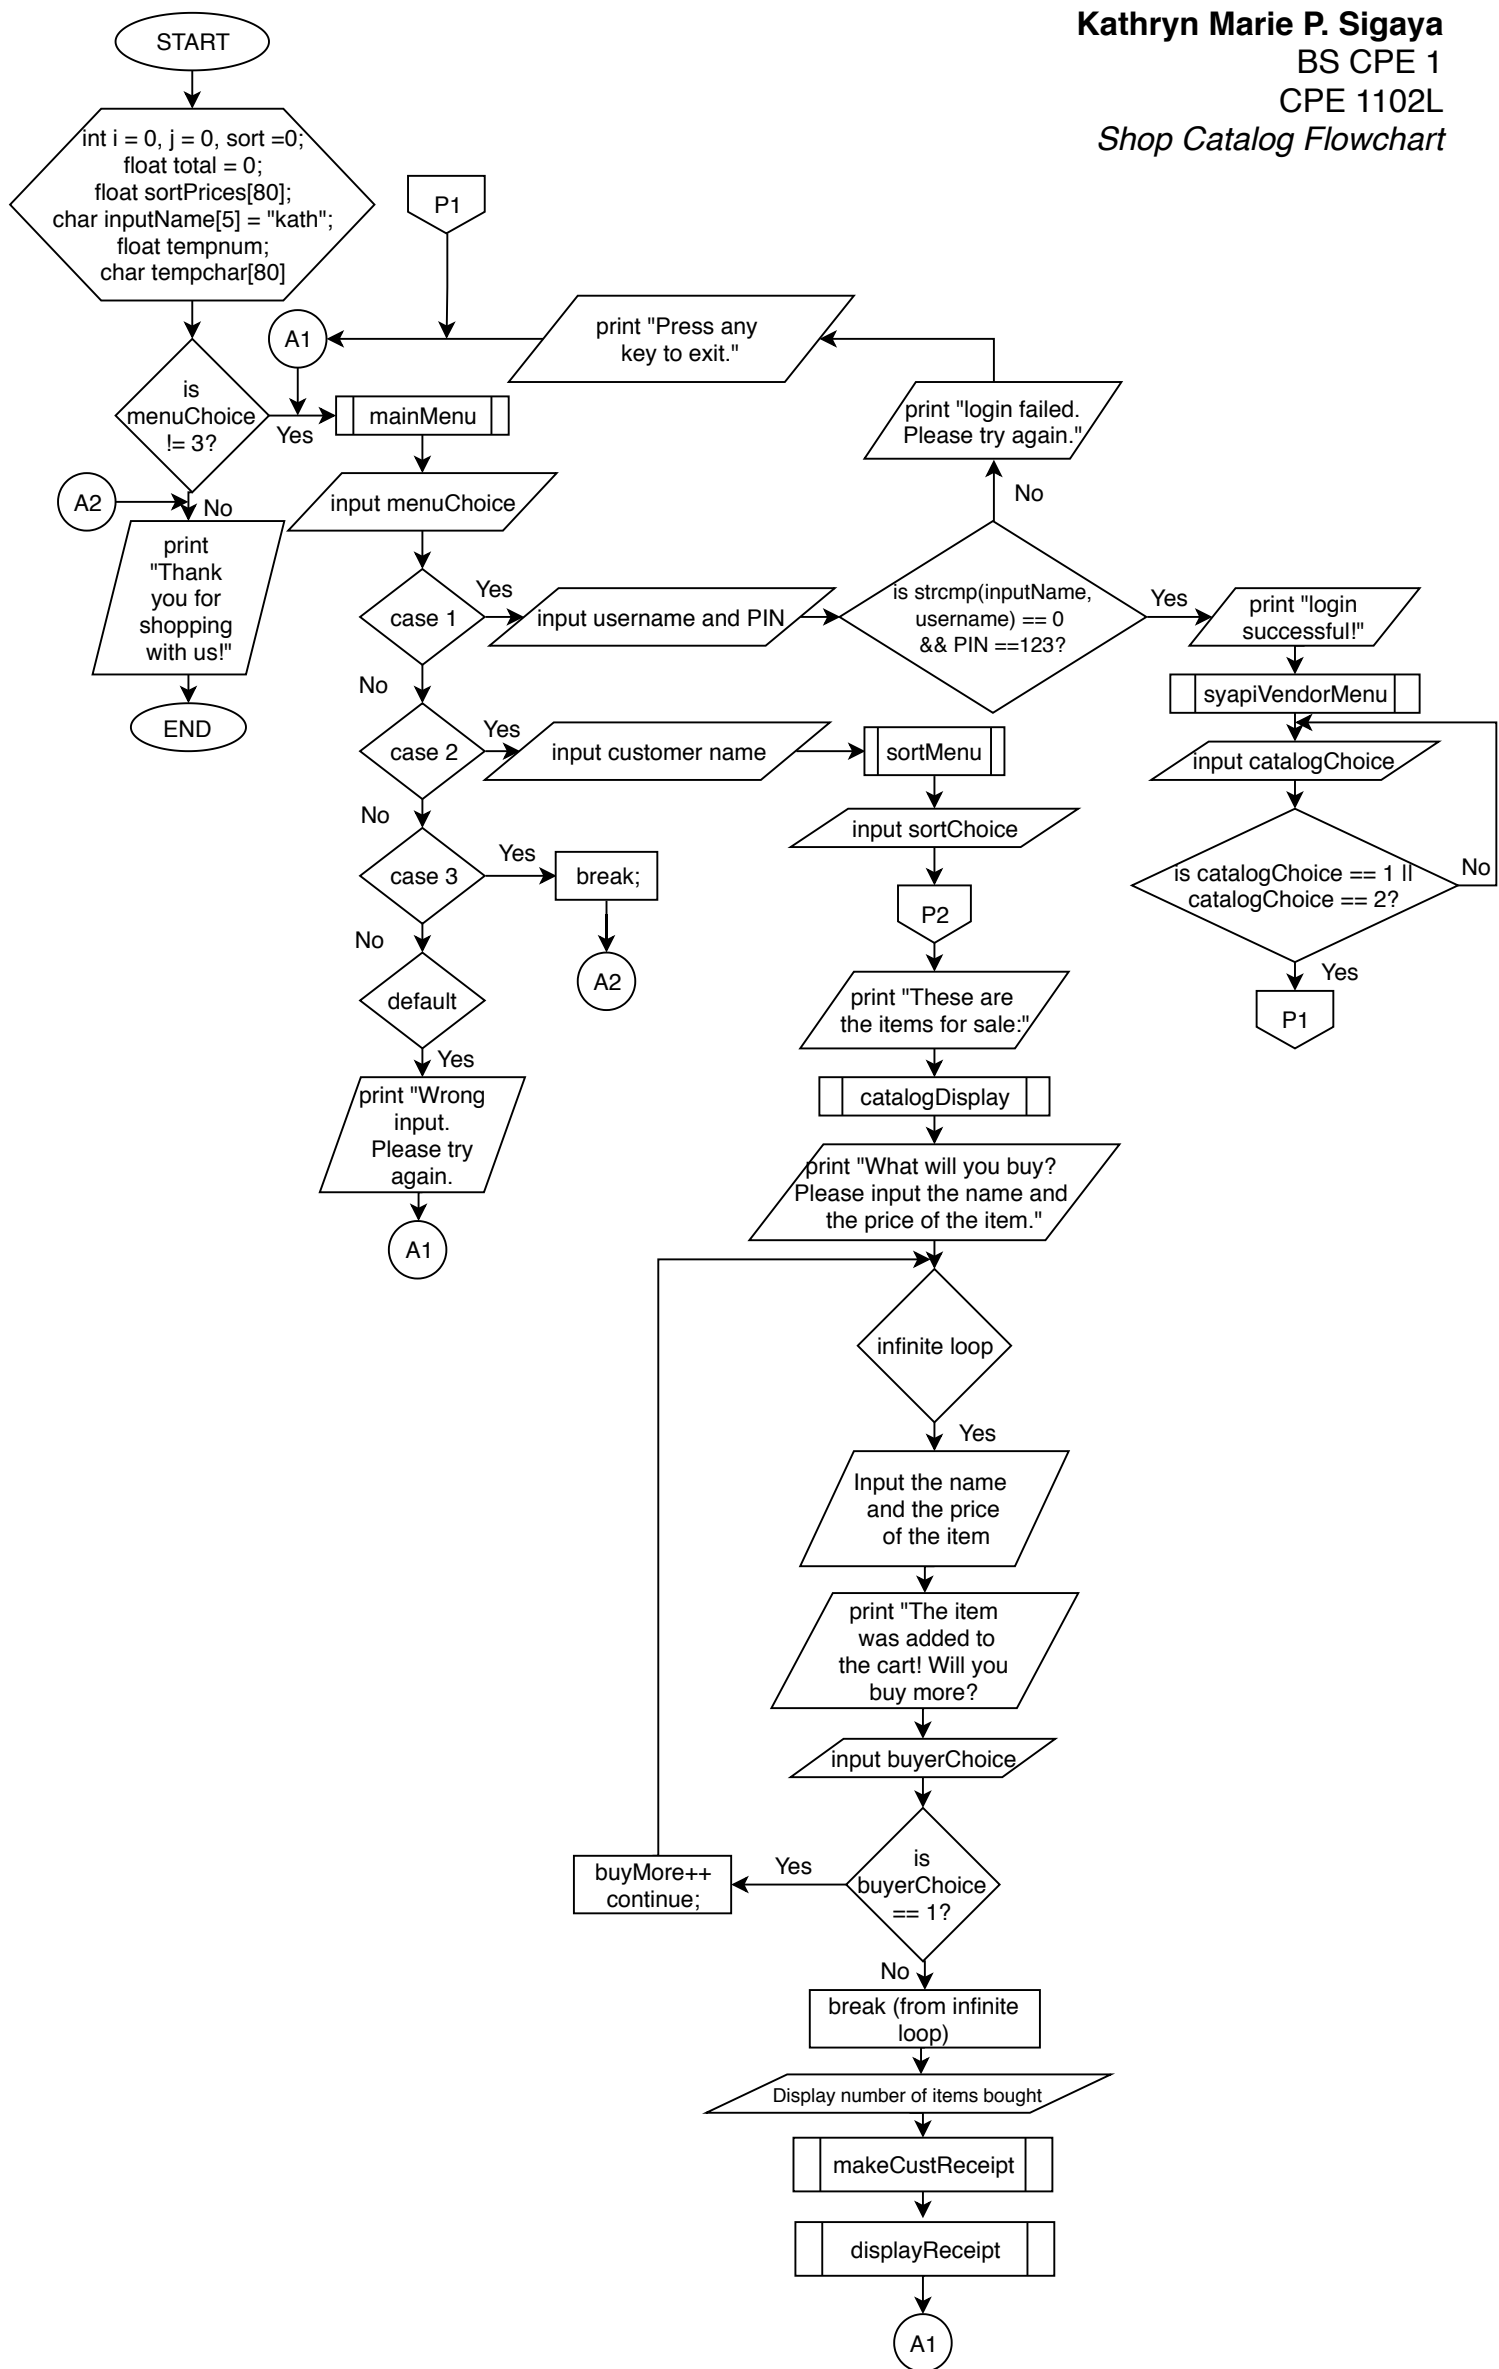 Kathryn Marie P. Sigaya
BS CPE 1
CPE 1102L
Shop Catalog Flowchart
START
int i = 0, j = 0, sort =0;
float total = 0;
float sortPrices[80];
char inputName[5] = "kath";
float tempnum;
char tempchar[80]
P1
A1
print "Press any
key to exit."
is
menuChoice
!= 3?
Yes
mainMenu
print "login failed.
Please try again."
A2
No
input menuChoice
No
print
"Thank
you for
shopping
with us!"
END
case 1
Yes
input username and PIN
is strcmp(inputName,
username) == 0
&& PIN ==123?
Yes
print "login
successful!"
syapiVendorMenu
input catalogChoice
is catalogChoice == 1 ||
catalogChoice == 2?
No
Yes
P1
No
case 2
Yes
input customer name
sortMenu
input sortChoice
P2
No
case 3
Yes
break;
A2
No
default
Yes
print "Wrong
input.
Please try
again.
A1
print "These are
the items for sale:"
catalogDisplay
print "What will you buy?
Please input the name and
the price of the item."
infinite loop
Yes
Input the name
and the price
of the item
print "The item
was added to
the cart! Will you
buy more?
input buyerChoice
is
buyerChoice
== 1?
Yes
buyMore++
continue;
No
break (from infinite
loop)
Display number of items bought
makeCustReceipt
displayReceipt
A1